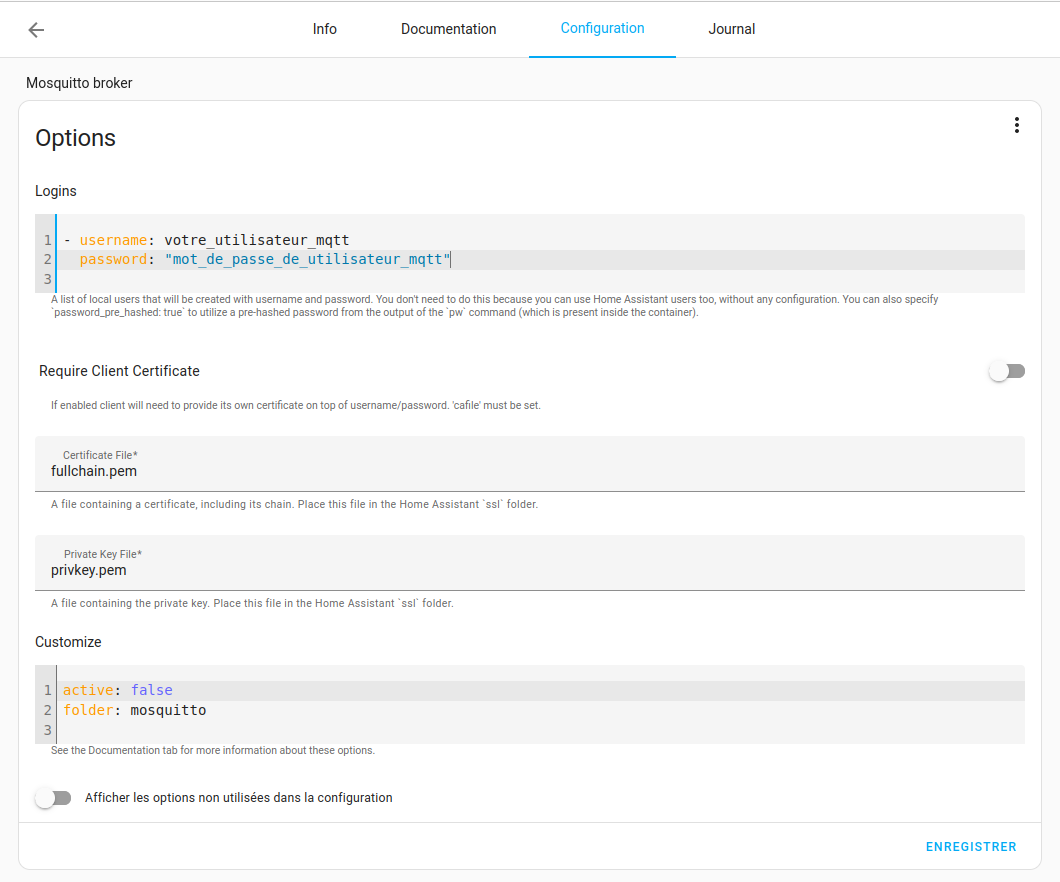 Info Documentation Configuration Journal
Mosquitto broker
Options
Logins
1 - username: votre_utilisateur_mqtt
2 password: "mot_de_passe_de_utilisateur_mqtt"
3
A list of local users that will be created with username and password. You don't need to do this because you can use Home Assistant users too, without any configuration. You can also specify
`password_pre_hashed: true` to utilize a pre-hashed password from the output of the `pw` command (which is present inside the container).
Require Client Certificate
If enabled client will need to provide its own certificate on top of username/password. 'cafile' must be set.
Certificate File*
fullchain.pem
A file containing a certificate, including its chain. Place this file in the Home Assistant `ssl` folder.
Private Key File*
privkey.pem
A file containing the private key. Place this file in the Home Assistant `ssl` folder.
Customize
1 active: false
2 folder: mosquitto
3
See the Documentation tab for more information about these options.
Afficher les options non utilisées dans la configuration
ENREGISTRER